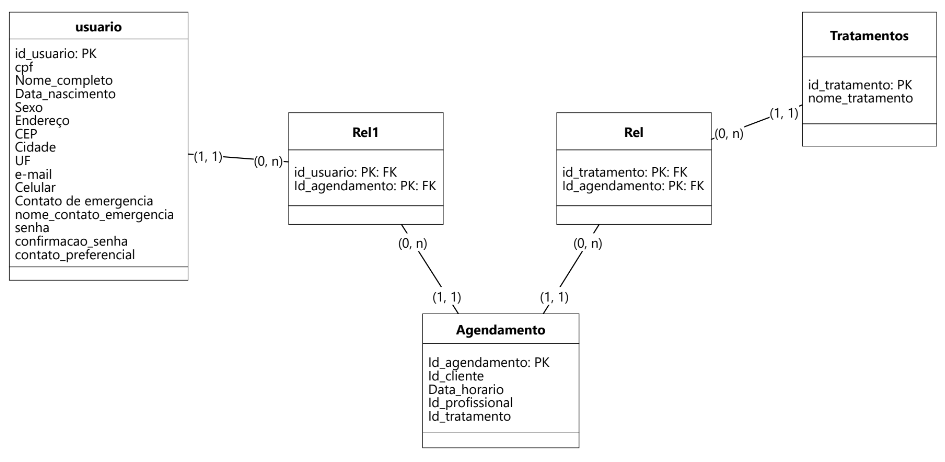 usuario
id_usuario: PK
cpf
Nome_completo
Data_nascimento
Sexo
Endereço
CEP
Cidade
UF
e-mail
Celular
Contato de emergencia
nome_contato_emergencia
senha
confirmacao_senha
contato_preferencial
(1, 1)
(0, n)
Rel1
id_usuario: PK: FK
Id_agendamento: PK: FK
(0, n)
(1, 1)
Rel
id_tratamento: PK: FK
Id_agendamento: PK: FK
(0, n)
(1, 1)
(0, n)
(1, 1)
Tratamentos
id_tratamento: PK
nome_tratamento
Agendamento
Id_agendamento: PK
Id_cliente
Data_horario
Id_profissional
Id_tratamento